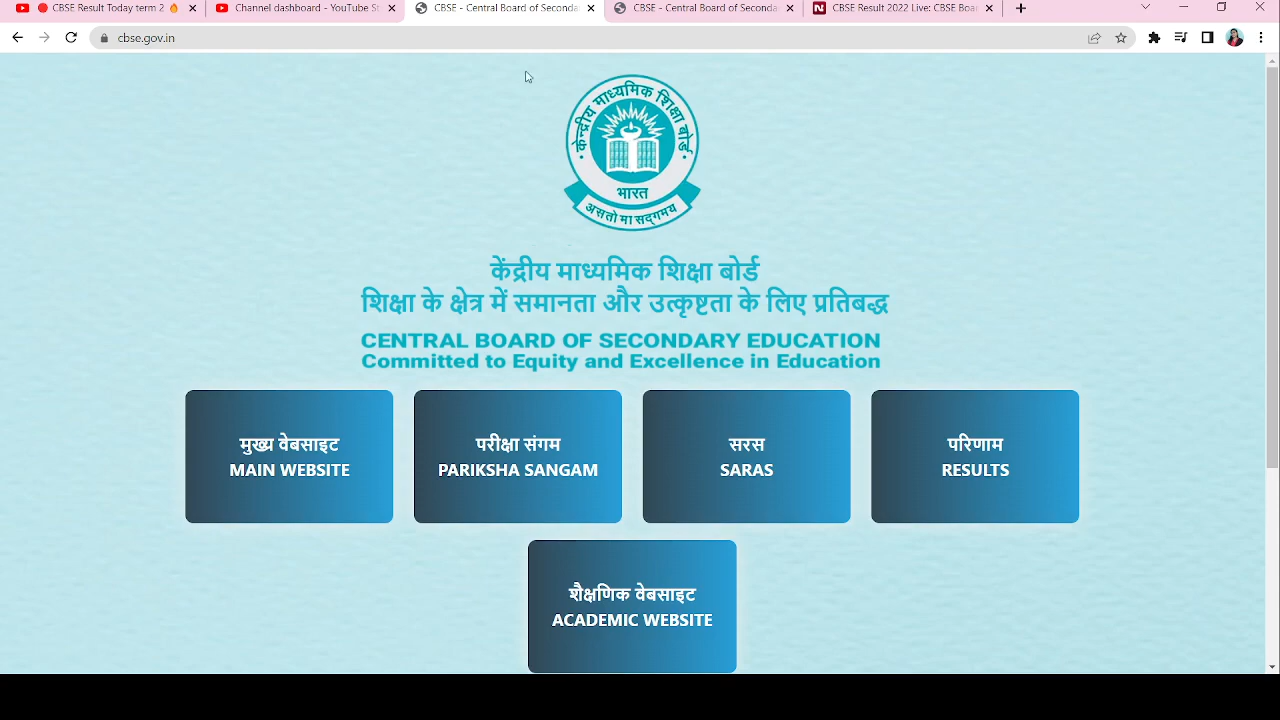 CBSE Result Today term 2
Channel dashboard - YouTube St
CBSE - Central Board of Seconda
CBSE - Central Board of Seconda
CBSE Result 2022 Live: CBSE Boar
cbse.gov.in
केन्द्रीय माध्यमिक शिक्षा बोर्ड
भारत
असतो मा सद्गमय
केंद्रीय माध्यमिक शिक्षा बोर्ड
शिक्षा के क्षेत्र में समानता और उत्कृष्टता के लिए प्रतिबद्ध
CENTRAL BOARD OF SECONDARY EDUCATION
Committed to Equity and Excellence in Education
मुख्य वेबसाइट
MAIN WEBSITE
परीक्षा संगम
PARIKSHA SANGAM
सरस
SARAS
परिणाम
RESULTS
शैक्षणिक वेबसाइट
ACADEMIC WEBSITE